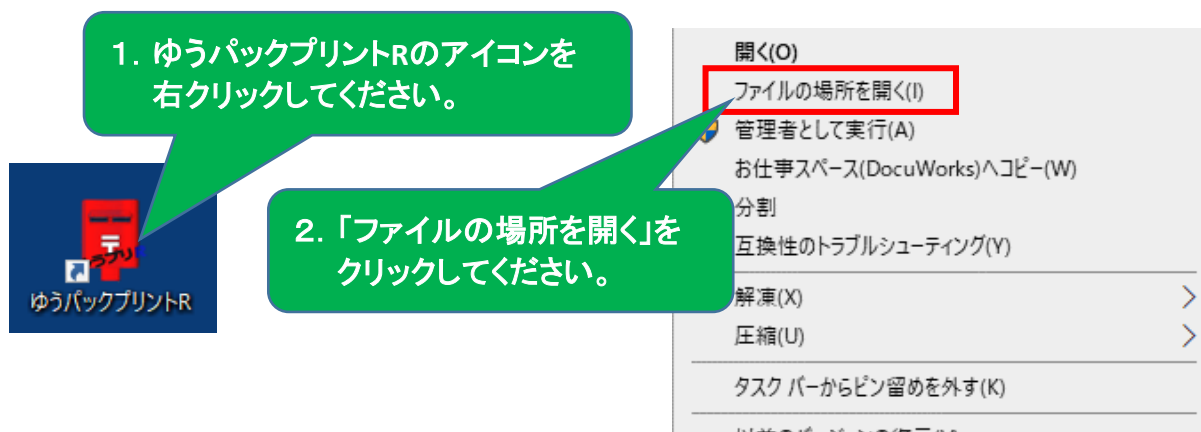 １．ゆうパックプリントRのアイコンを
右クリックしてください。
ラプリ
ゆうパックプリントR
２．「ファイルの場所を開く」を
クリックしてください。
開く(O)
ファイルの場所を開く(I)
管理者として実行(A)
お仕事スペース(DocuWorks)へコピー(W)
分割
互換性のトラブルシューティング(Y)
解凍(X)
圧縮(U)
タスク バーからピン留めを外す(K)